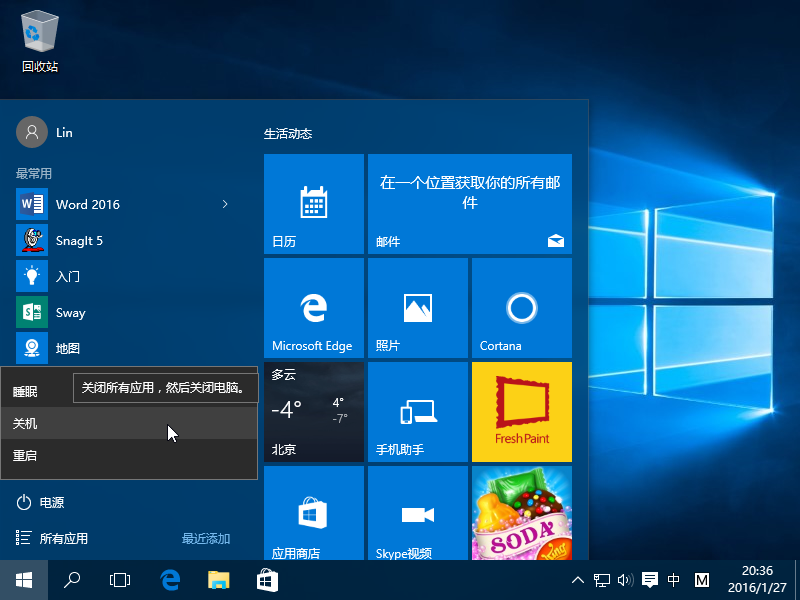 回收站
Lin
最常用
Word 2016
SnagIt 5
入门
Sway
地图
睡眠
关闭所有应用，然后关闭电脑。
关机
重启
电源
所有应用
最近添加
生活动态
日历
在一个位置获取你的所有邮
件
邮件
Microsoft Edge
照片
Cortana
多云
-4°
4°
-7°
北京
手机助手
Fresh Paint
应用商店
Skype视频
SODA
King
中
M
20:36
2016/1/27